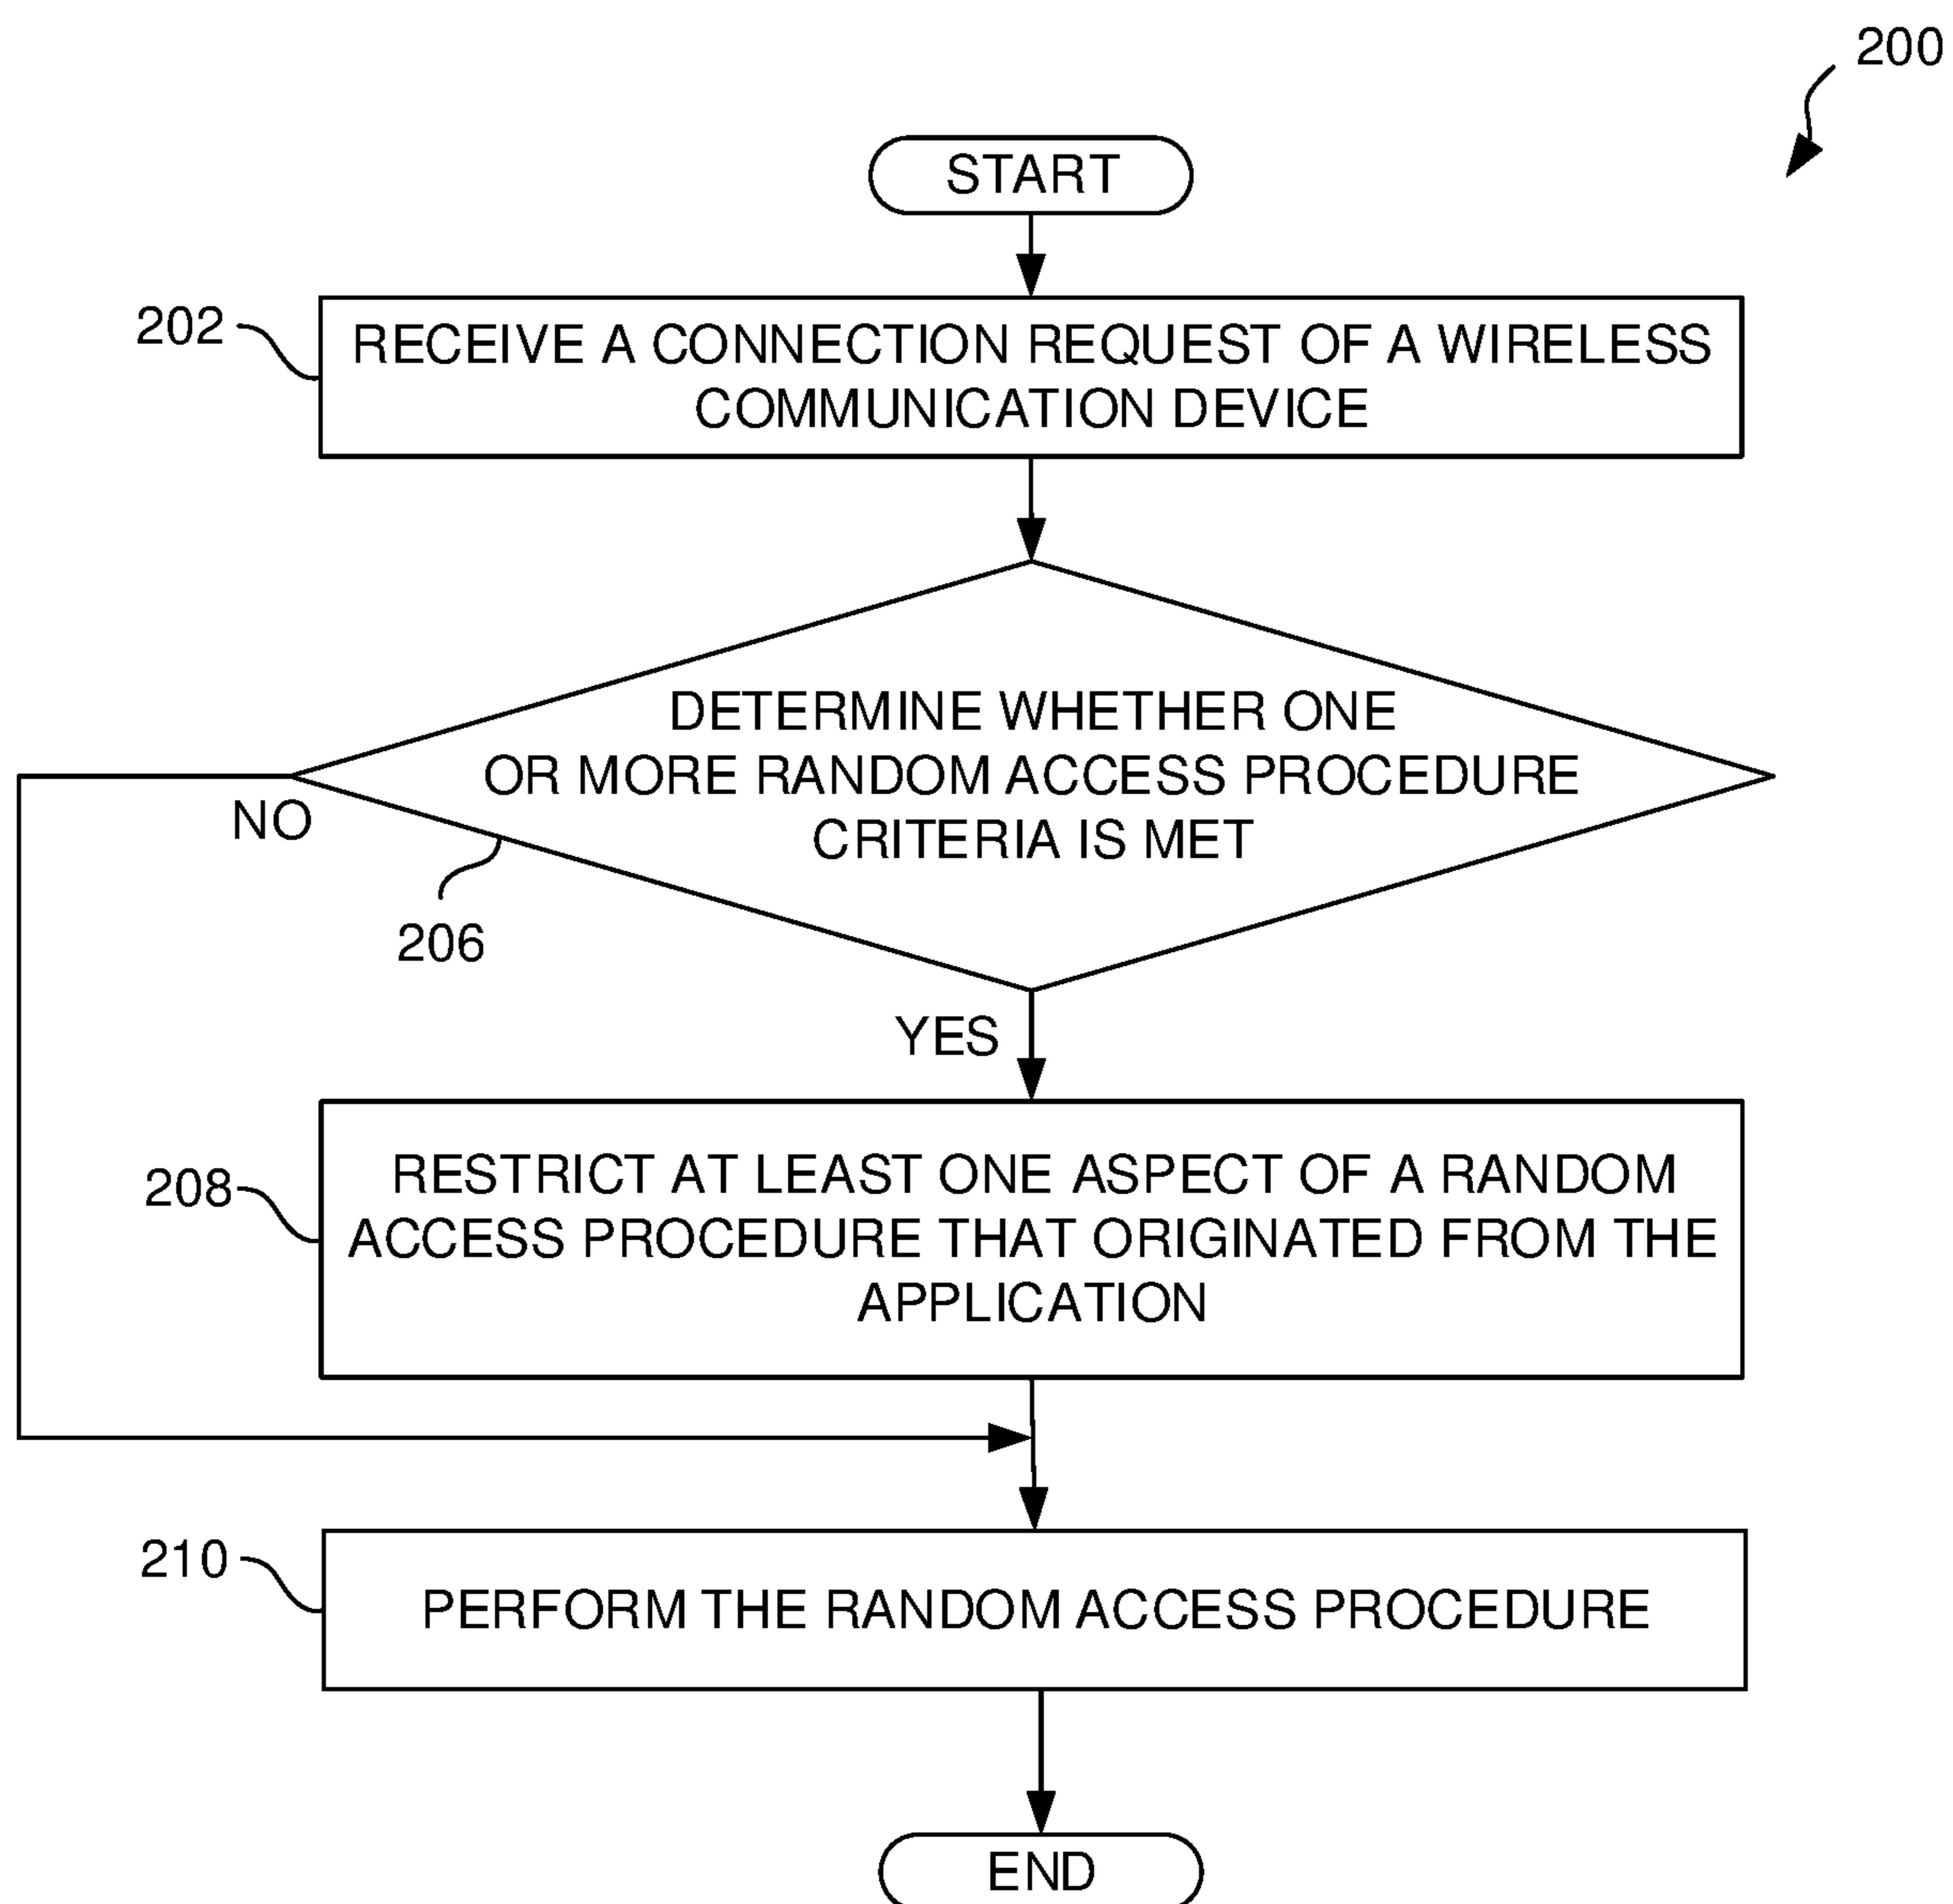 200
START
202
RECEIVE A CONNECTION REQUEST OF A WIRELESS
COMMUNICATION DEVICE
DETERMINE WHETHER ONE
OR MORE RANDOM ACCESS PROCEDURE
CRITERIA IS MET
NO
206
YES
208
RESTRICT AT LEAST ONE ASPECT OF A RANDOM
ACCESS PROCEDURE THAT ORIGINATED FROM THE
APPLICATION
210
PERFORM THE RANDOM ACCESS PROCEDURE
END